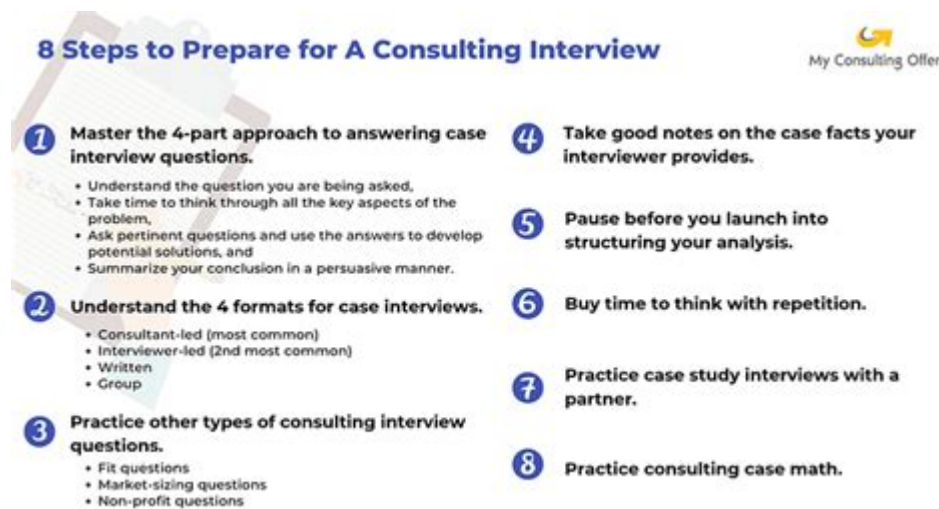 8 Steps to Prepare for A Consulting Interview
My Consulting Offer
1 Master the 4-part approach to answering case
interview questions.
• Understand the question you are being asked,
• Take time to think through all the key aspects of the
problem,
• Ask pertinent questions and use the answers to develop
potential solutions, and
• Summarize your conclusion in a persuasive manner.
2 Understand the 4 formats for case interviews.
• Consultant-led (most common)
• Interviewer-led (2nd most common)
• Written
• Group
3 Practice other types of consulting interview
questions.
• Fit questions
• Market-sizing questions
• Non-profit questions
4 Take good notes on the case facts your
interviewer provides.
5 Pause before you launch into
structuring your analysis.
6 Buy time to think with repetition.
7 Practice case study interviews with a
partner.
8 Practice consulting case math.